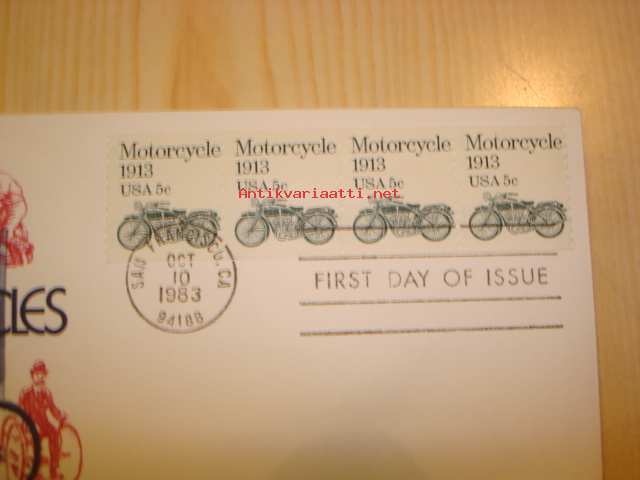 Motorcycle
1913
USA 5c
Motorcycle
1913
USA 5c
Motorcycle
1913
USA 5c
Motorcycle
1913
USA 5c
Antikvariaatti.net
SAN FRANCISCO, CA
OCT
10
1983
94188
FIRST DAY OF ISSUE
CLES